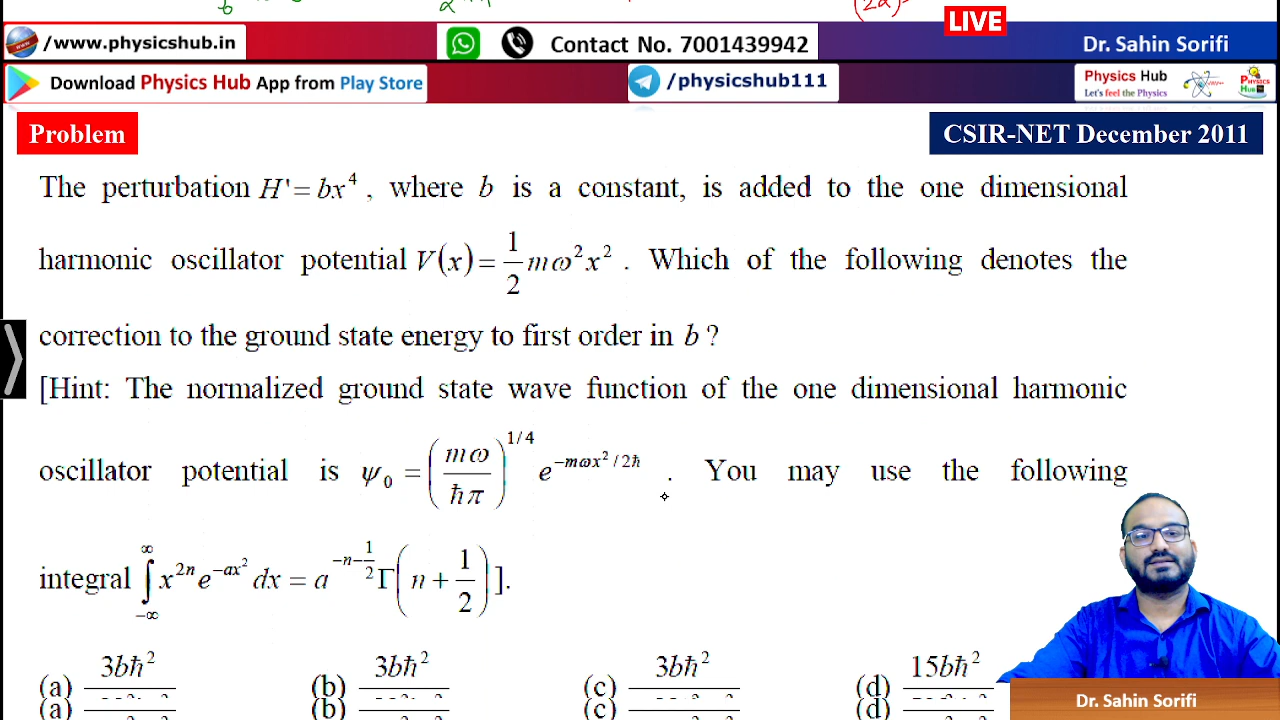 LIVE
/www.physicshub.in
Contact No. 7001439942
Dr. Sahin Sorifi
Download Physics Hub App from Play Store
/physicshub111
Physics Hub
Let's feel the Physics
Problem
CSIR-NET December 2011
The perturbation H'= bx⁴ , where b is a constant, is added to the one dimensional
harmonic oscillator potential V(x) = 1/2 mω²x² . Which of the following denotes the
correction to the ground state energy to first order in b ?
[Hint: The normalized ground state wave function of the one dimensional harmonic
oscillator potential is ψ₀ = (mω/ħπ)^1/4 e^−mωx²/2ħ . You may use the following
integral ∫_−∞^∞ x²ⁿe^−ax² dx = a^−n−1/2 Γ(n + 1/2) ].
(a) 3bħ² (b) 3bħ² (c) 3bħ² (d) 15bħ²
(a) (b) (c) (d)
Dr. Sahin Sorifi